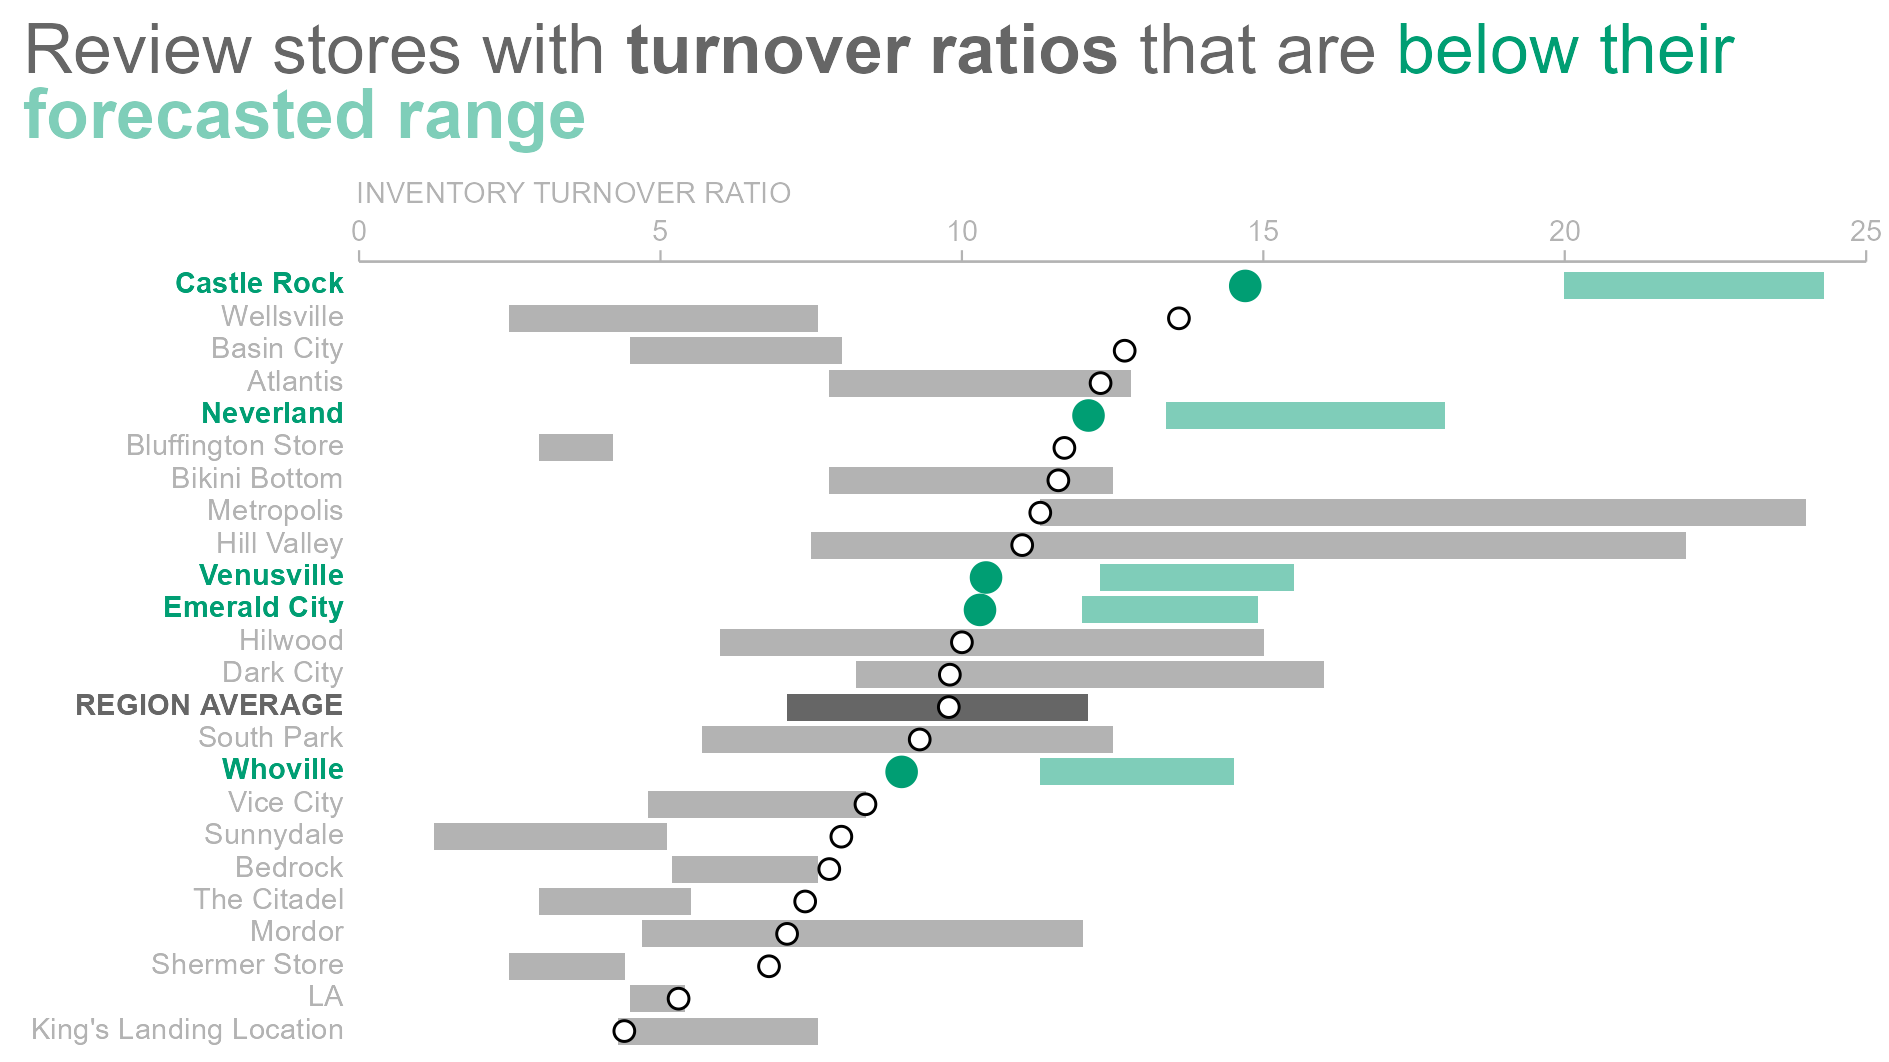 Review stores with turnover ratios that are below their
forecasted range
INVENTORY TURNOVER RATIO
0 5 10 15 20 25
Castle Rock
Wellsville
Basin City
Atlantis
Neverland
Bluffington Store
Bikini Bottom
Metropolis
Hill Valley
Venusville
Emerald City
Hilwood
Dark City
REGION AVERAGE
South Park
Whoville
Vice City
Sunnydale
Bedrock
The Citadel
Mordor
Shermer Store
LA
King's Landing Location